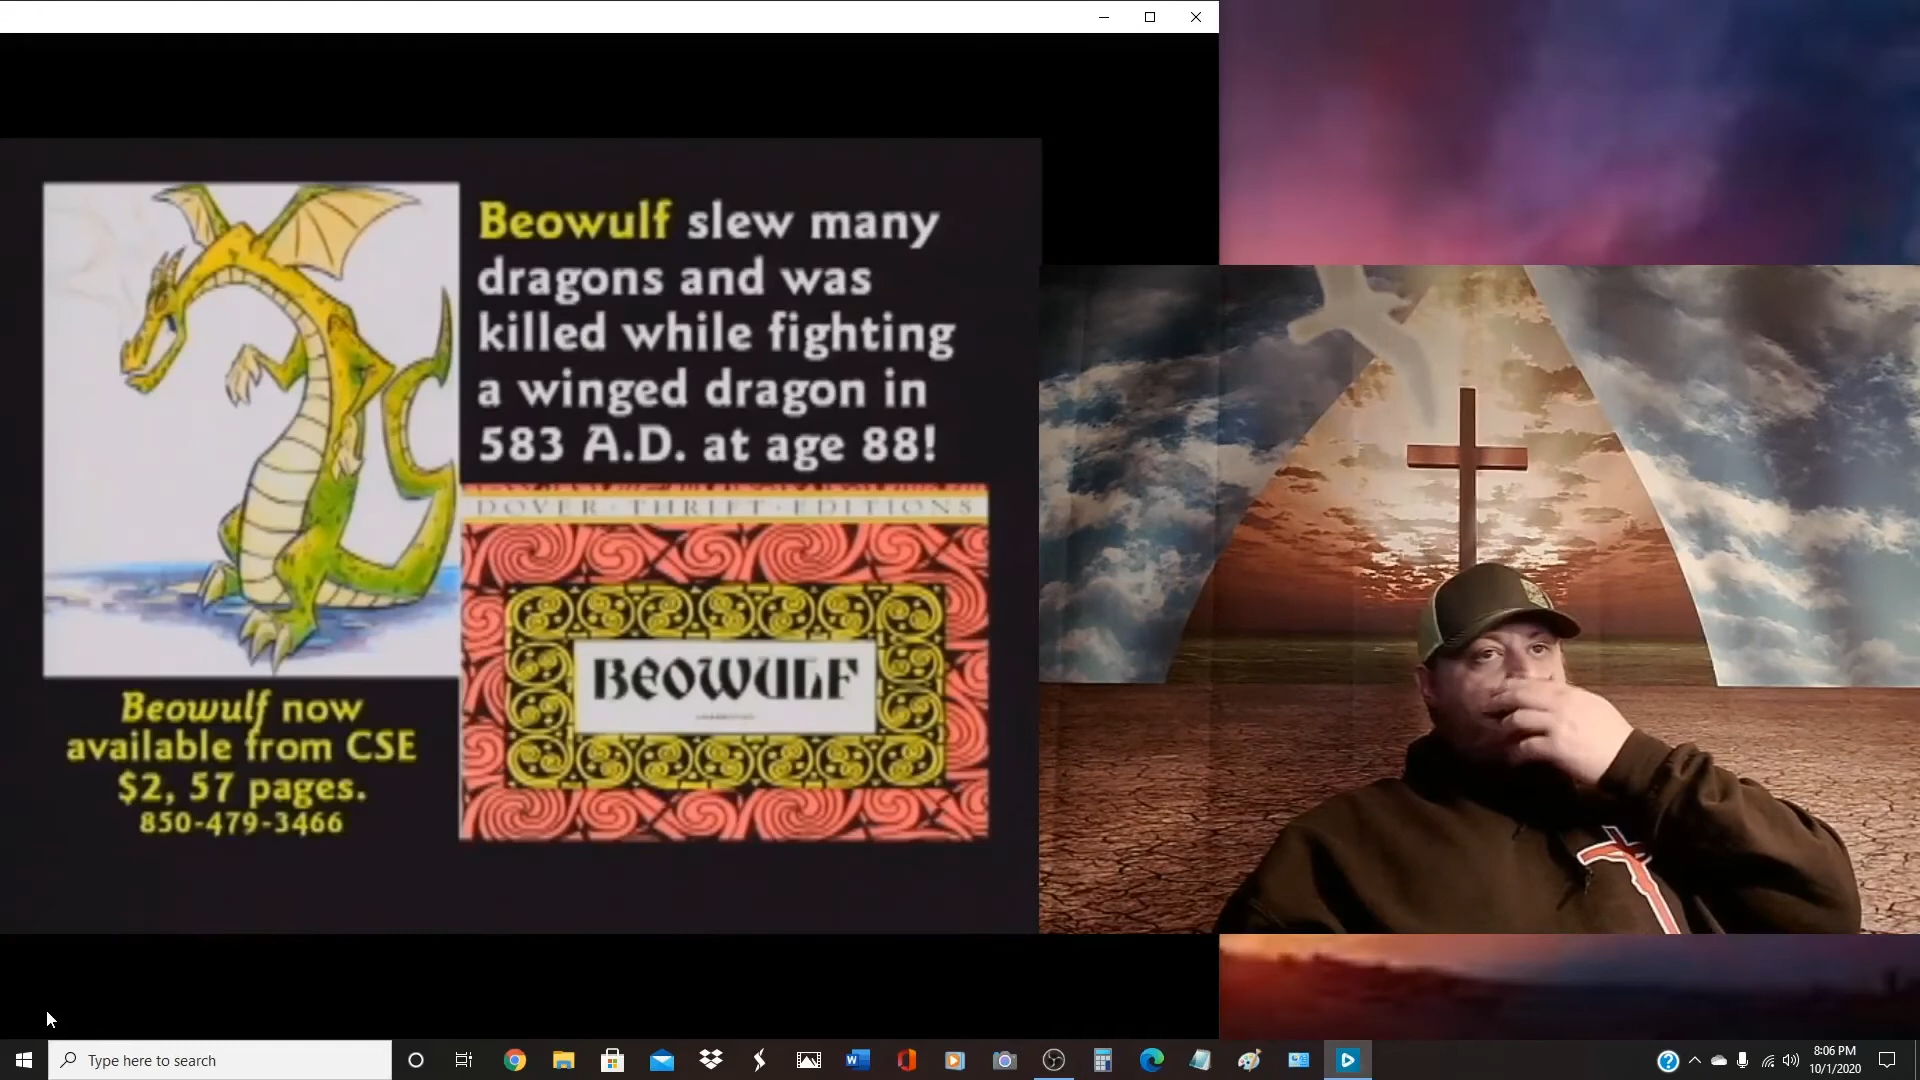 Beowulf slew many
dragons and was
killed while fighting
a winged dragon in
583 A.D. at age 88!
DOVER · THRIFT · EDITIONS
BEOWULF
Beowulf now
available from CSE
$2, 57 pages.
850-479-3466
Type here to search
8:06 PM
10/1/2020